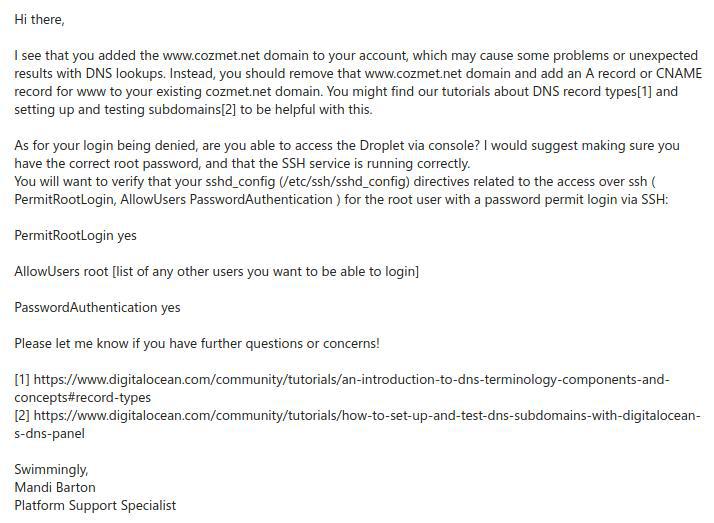 Hi there,
I see that you added the www.cozmet.net domain to your account, which may cause some problems or unexpected
results with DNS lookups. Instead, you should remove that www.cozmet.net domain and add an A record or CNAME
record for www to your existing cozmet.net domain. You might find our tutorials about DNS record types[1] and
setting up and testing subdomains[2] to be helpful with this.
As for your login being denied, are you able to access the Droplet via console? I would suggest making sure you
have the correct root password, and that the SSH service is running correctly.
You will want to verify that your sshd_config (/etc/ssh/sshd_config) directives related to the access over ssh (
PermitRootLogin, AllowUsers PasswordAuthentication ) for the root user with a password permit login via SSH:
PermitRootLogin yes
AllowUsers root [list of any other users you want to be able to login]
PasswordAuthentication yes
Please let me know if you have further questions or concerns!
[1] https://www.digitalocean.com/community/tutorials/an-introduction-to-dns-terminology-components-and-
concepts#record-types
[2] https://www.digitalocean.com/community/tutorials/how-to-set-up-and-test-dns-subdomains-with-digitalocean-
s-dns-panel
Swimmingly,
Mandi Barton
Platform Support Specialist